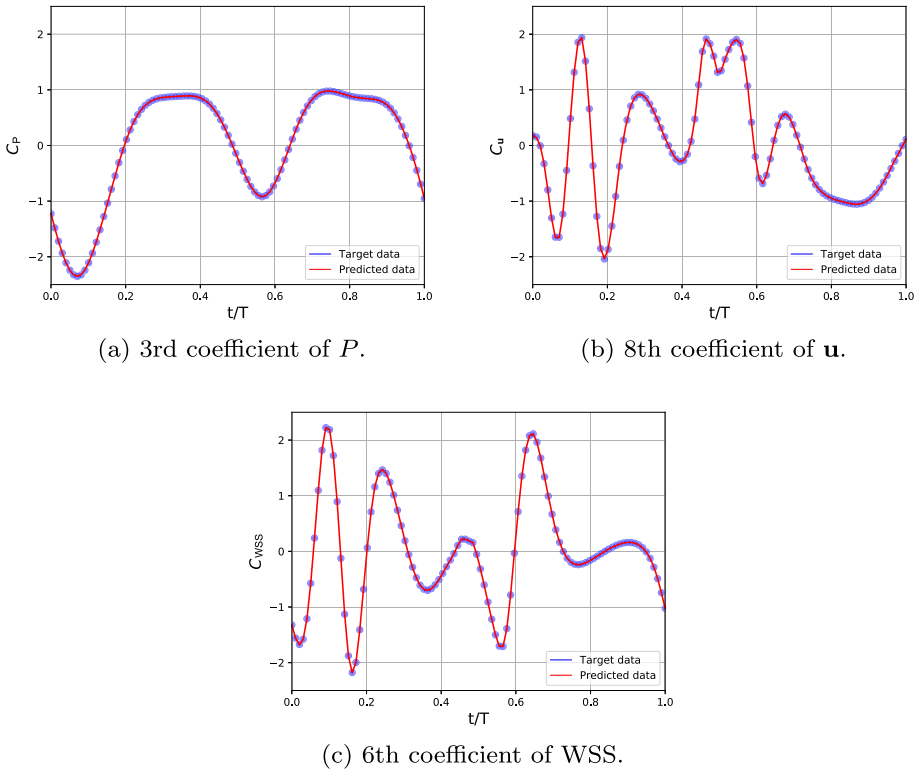 2
1
0
−1
−2
C_P
0.0 0.2 0.4 0.6 0.8 1.0
t/T
Target data
Predicted data
(a) 3rd coefficient of P.
2
1
0
−1
−2
C_u
0.0 0.2 0.4 0.6 0.8 1.0
t/T
Target data
Predicted data
(b) 8th coefficient of u.
2
1
0
−1
−2
C_WSS
0.0 0.2 0.4 0.6 0.8 1.0
t/T
Target data
Predicted data
(c) 6th coefficient of WSS.